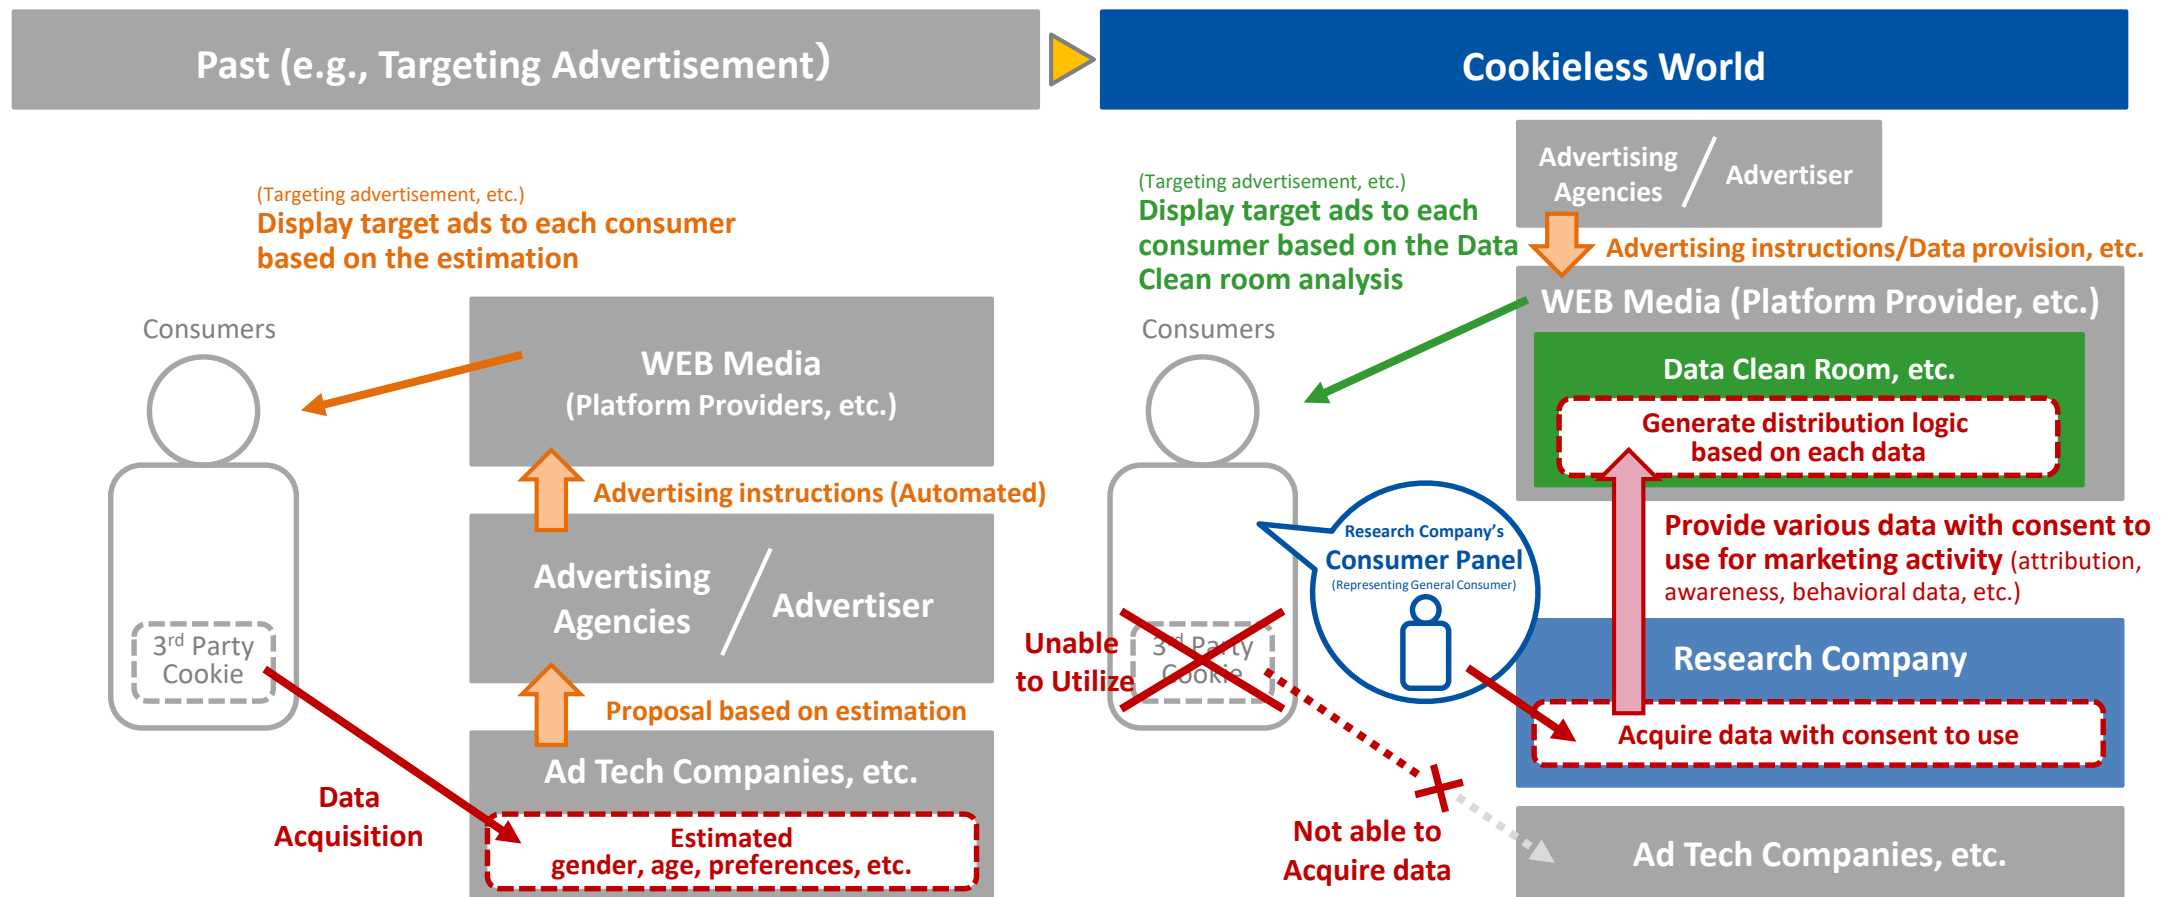 Past (e.g., Targeting Advertisement）
(Targeting advertisement, etc.)
Display target ads to each consumer
based on the estimation
Consumers
WEB Media
(Platform Providers, etc.)
Advertising instructions (Automated)
Advertising
Agencies
Advertiser
3rd Party
Cookie
Proposal based on estimation
Ad Tech Companies, etc.
Data
Acquisition
Estimated
gender, age, preferences, etc.
Cookieless World
Advertising
Agencies
Advertiser
(Targeting advertisement, etc.)
Display target ads to each
consumer based on the Data
Clean room analysis
Advertising instructions/Data provision, etc.
WEB Media (Platform Provider, etc.)
Consumers
Data Clean Room, etc.
Generate distribution logic
based on each data
Research Company's
Consumer Panel
(Representing General Consumer)
Provide various data with consent to
use for marketing activity (attribution,
awareness, behavioral data, etc.)
Unable
to Utilize
3rd Party
Cookie
Research Company
Acquire data with consent to use
Not able to
Acquire data
Ad Tech Companies, etc.